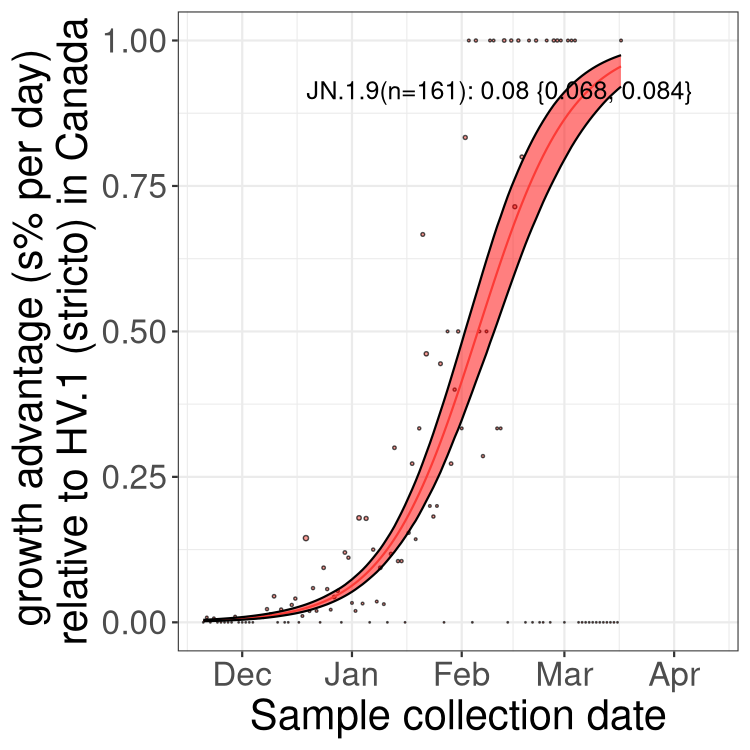 growth advantage (s% per day)
relative to HV.1 (stricto) in Canada
1.00
0.75
0.50
0.25
0.00
JN.1.9(n=161): 0.08 {0.068, 0.084}
Dec Jan Feb Mar Apr
Sample collection date